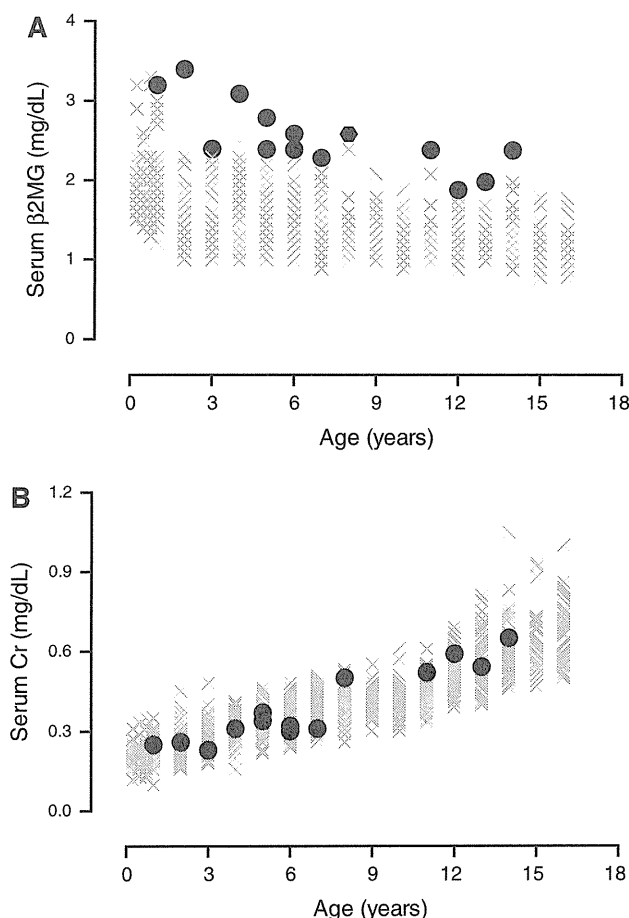 A
Serum β2MG (mg/dL)
4
3
2
1
0
0 3 6 9 12 15 18
Age (years)
B
Serum Cr (mg/dL)
1.2
0.9
0.6
0.3
0.0
0 3 6 9 12 15 18
Age (years)